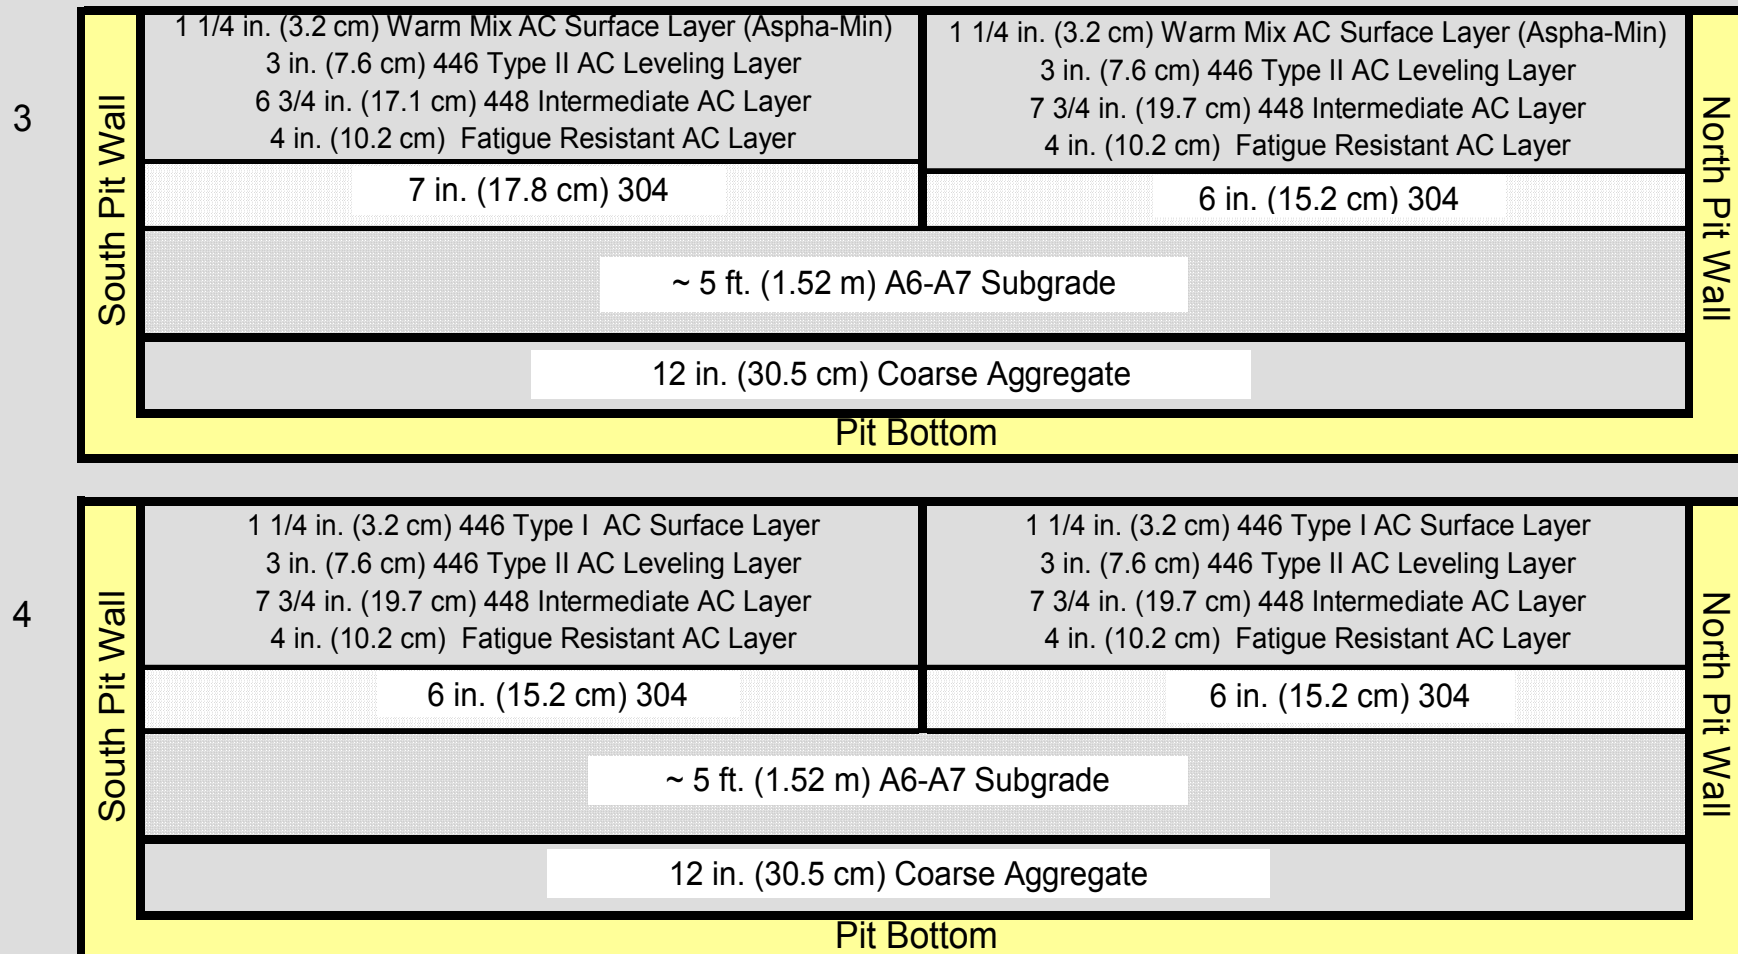 3
South Pit Wall
1 1/4 in. (3.2 cm) Warm Mix AC Surface Layer (Aspha-Min)
3 in. (7.6 cm) 446 Type II AC Leveling Layer
6 3/4 in. (17.1 cm) 448 Intermediate AC Layer
4 in. (10.2 cm) Fatigue Resistant AC Layer
7 in. (17.8 cm) 304
1 1/4 in. (3.2 cm) Warm Mix AC Surface Layer (Aspha-Min)
3 in. (7.6 cm) 446 Type II AC Leveling Layer
7 3/4 in. (19.7 cm) 448 Intermediate AC Layer
4 in. (10.2 cm) Fatigue Resistant AC Layer
6 in. (15.2 cm) 304
North Pit Wall
~ 5 ft. (1.52 m) A6-A7 Subgrade
12 in. (30.5 cm) Coarse Aggregate
Pit Bottom
4
South Pit Wall
1 1/4 in. (3.2 cm) 446 Type I AC Surface Layer
3 in. (7.6 cm) 446 Type II AC Leveling Layer
7 3/4 in. (19.7 cm) 448 Intermediate AC Layer
4 in. (10.2 cm) Fatigue Resistant AC Layer
6 in. (15.2 cm) 304
1 1/4 in. (3.2 cm) 446 Type I AC Surface Layer
3 in. (7.6 cm) 446 Type II AC Leveling Layer
7 3/4 in. (19.7 cm) 448 Intermediate AC Layer
4 in. (10.2 cm) Fatigue Resistant AC Layer
6 in. (15.2 cm) 304
North Pit Wall
~ 5 ft. (1.52 m) A6-A7 Subgrade
12 in. (30.5 cm) Coarse Aggregate
Pit Bottom